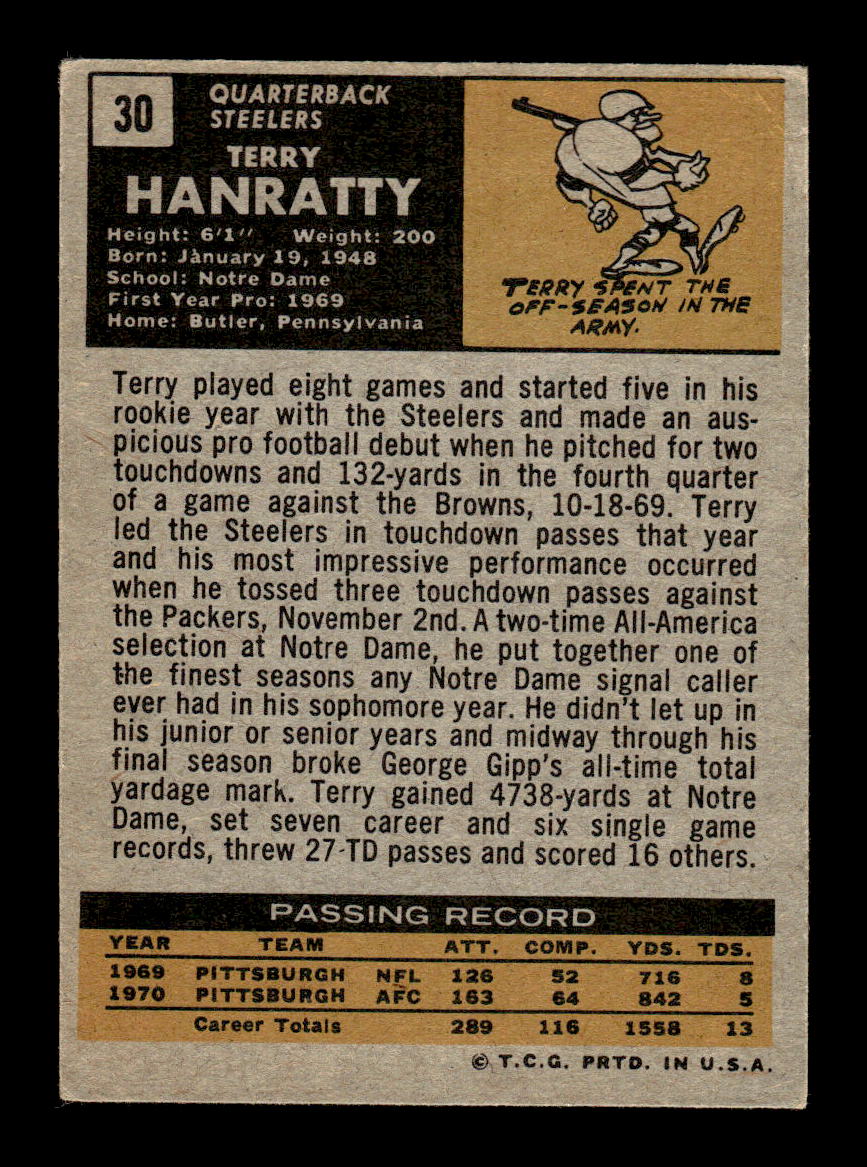 30
QUARTERBACK
STEELERS
TERRY
HANRATTY
Height: 6'1" Weight: 200
Born: January 19, 1948
School: Notre Dame
First Year Pro: 1969
Home: Butler, Pennsylvania
TERRY SPENT THE
OFF-SEASON IN THE
ARMY.
Terry played eight games and started five in his
rookie year with the Steelers and made an aus-
picious pro football debut when he pitched for two
touchdowns and 132-yards in the fourth quarter
of a game against the Browns, 10-18-69. Terry
led the Steelers in touchdown passes that year
and his most impressive performance occurred
when he tossed three touchdown passes against
the Packers, November 2nd. A two-time All-America
selection at Notre Dame, he put together one of
the finest seasons any Notre Dame signal caller
ever had in his sophomore year. He didn't let up in
his junior or senior years and midway through his
final season broke George Gipp's all-time total
yardage mark. Terry gained 4738-yards at Notre
Dame, set seven career and six single game
records, threw 27-TD passes and scored 16 others.
PASSING RECORD
YEAR TEAM ATT. COMP. YDS. TDS.
1969 PITTSBURGH NFL 126 52 716 8
1970 PITTSBURGH AFC 163 64 842 5
Career Totals 289 116 1558 13
© T.C.G. PRTD. IN U.S.A.